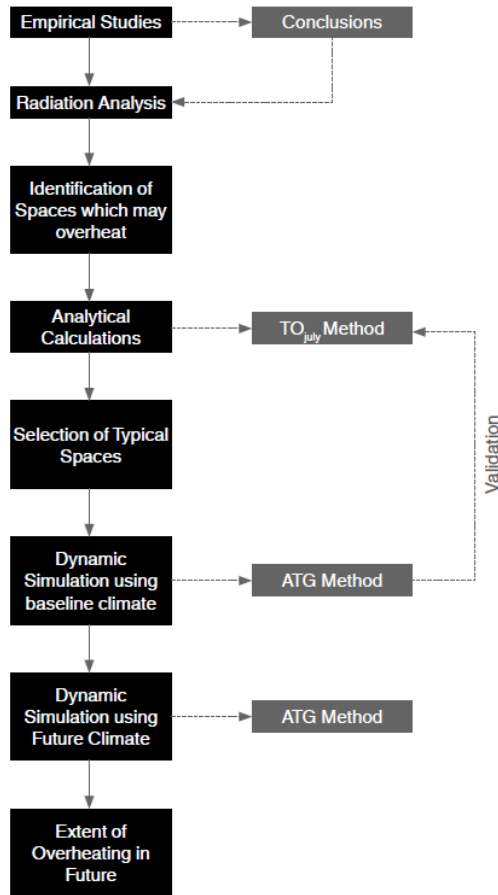 Empirical Studies
Conclusions
Radiation Analysis
Identification of
Spaces which may
overheat
Analytical
Calculations
TOjuly Method
Selection of Typical
Spaces
Validation
Dynamic
Simulation using
baseline climate
ATG Method
Dynamic
Simulation using
Future Climate
ATG Method
Extent of
Overheating in
Future